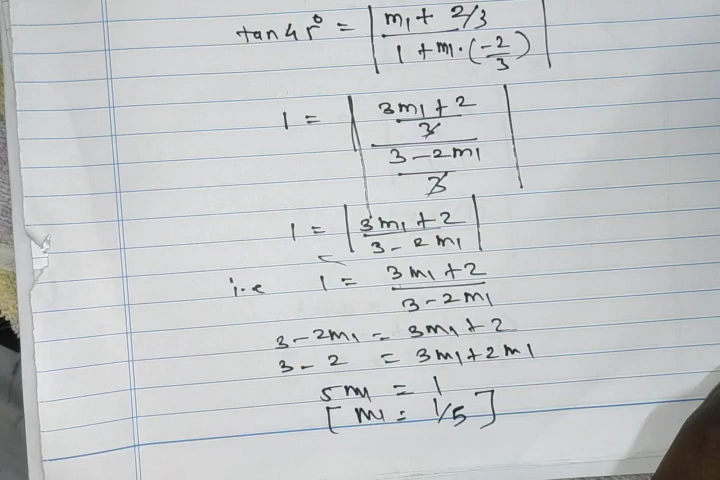 tan 45° = | m₁ + 2/3 / 1 + m₁·(-2/3) |
1 = | 3m₁ + 2 / 3 / 3 - 2m₁ / 3 |
1 = | 3m₁ + 2 / 3 - 2m₁ |
i.e 1 = 3m₁ + 2 / 3 - 2m₁
3 - 2m₁ = 3m₁ + 2
3 - 2 = 3m₁ + 2m₁
5m₁ = 1
[ m₁ = 1/5 ]